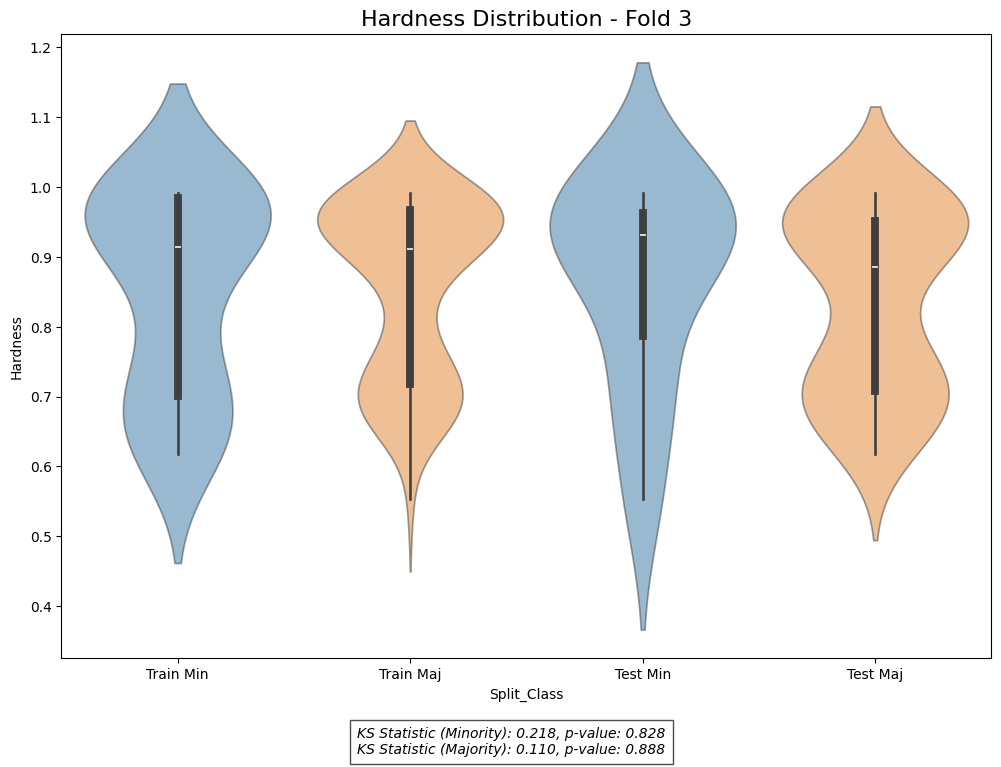 Hardness Distribution - Fold 3
1.2
1.1
1.0
0.9
0.8
0.7
0.6
0.5
0.4
Hardness
Train Min
Train Maj
Test Min
Test Maj
Split_Class
KS Statistic (Minority): 0.218, p-value: 0.828
KS Statistic (Majority): 0.110, p-value: 0.888